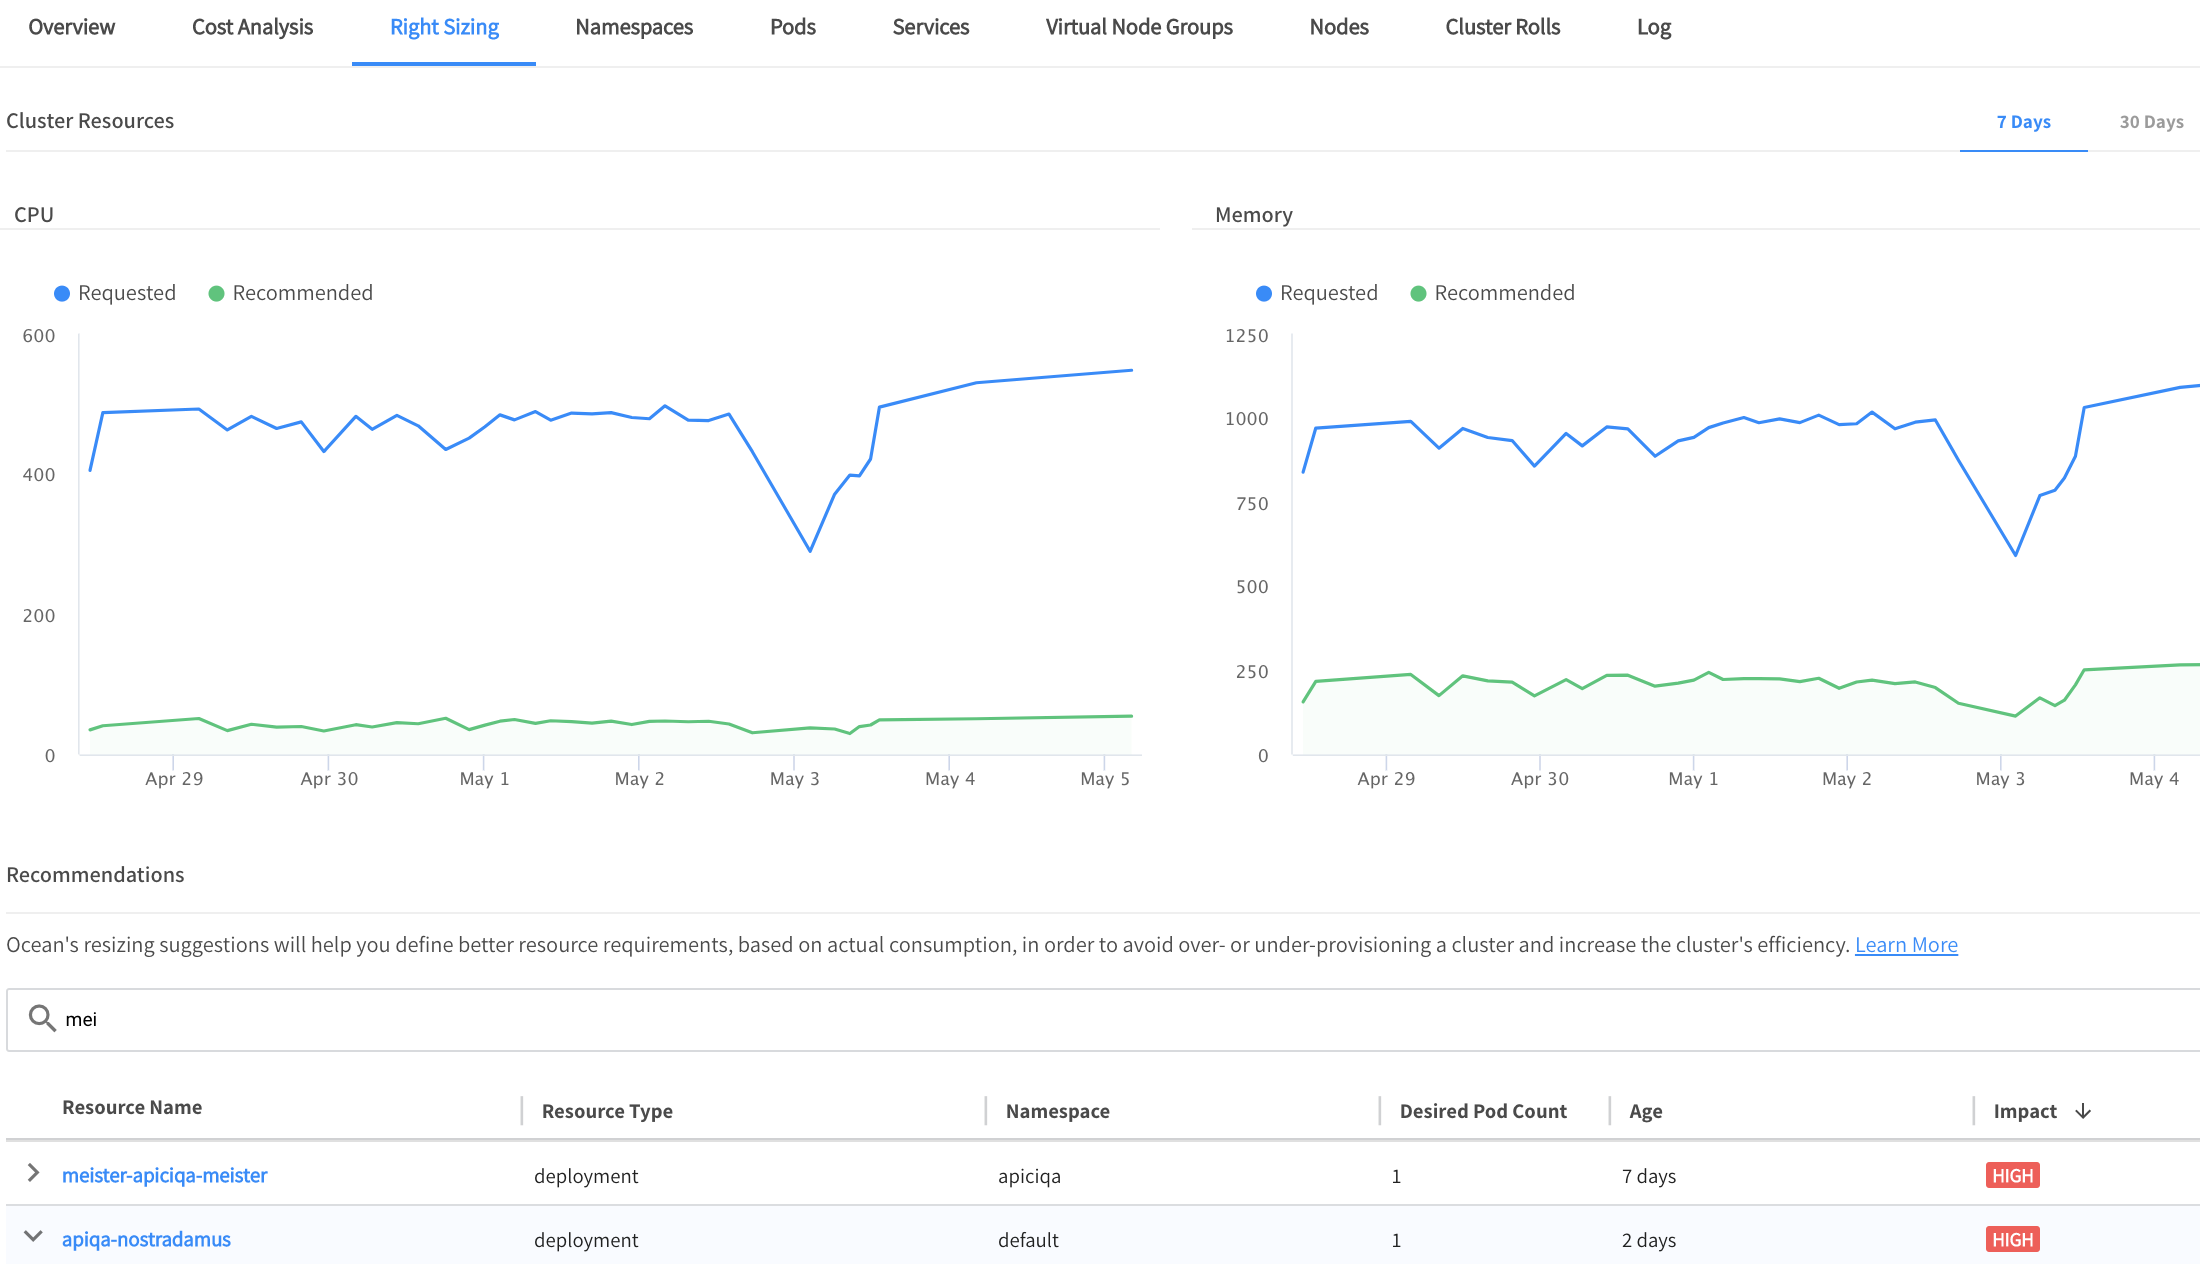 Overview Cost Analysis Right Sizing Namespaces Pods Services Virtual Node Groups Nodes Cluster Rolls Log
Cluster Resources 7 Days 30 Days
CPU
Requested Recommended
600
400
200
0
Apr 29 Apr 30 May 1 May 2 May 3 May 4 May 5
Memory
Requested Recommended
1250
1000
750
500
250
0
Apr 29 Apr 30 May 1 May 2 May 3 May 4
Recommendations
Ocean's resizing suggestions will help you define better resource requirements, based on actual consumption, in order to avoid over- or under-provisioning a cluster and increase the cluster's efficiency. Learn More
mei
Resource Name Resource Type Namespace Desired Pod Count Age Impact
meister-apiciqa-meister deployment apiciqa 1 7 days HIGH
apiqa-nostradamus deployment default 1 2 days HIGH